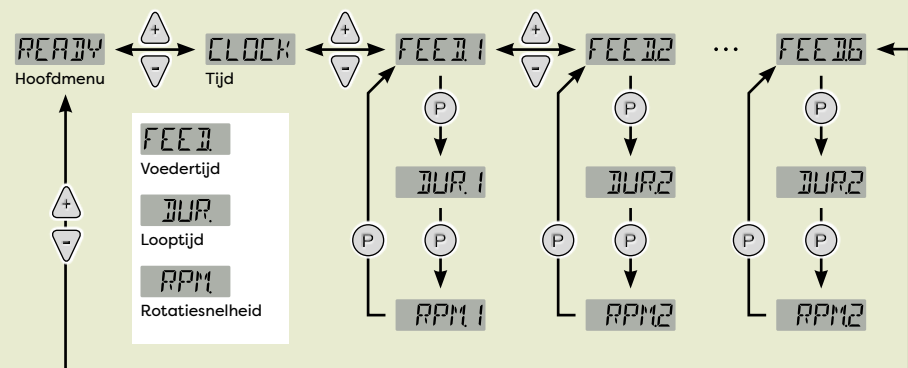 + + +
READY CLOCK FEED.1 FEED.2 ... FEED.6
- - -
Hoofdmenu Tijd
P P P
FEED.
Voedertijd
DUR.1 DUR.2 DUR.2
DUR.
+
Looptijd
P P P P P P
-
RPM.
Rotatiesnelheid
RPM.1 RPM.2 RPM.2